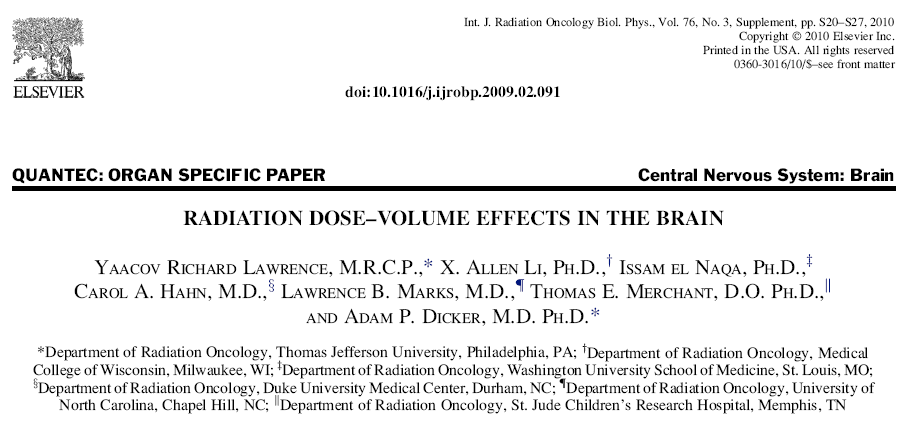 Int. J. Radiation Oncology Biol. Phys., Vol. 76, No. 3, Supplement, pp. S20–S27, 2010
Copyright © 2010 Elsevier Inc.
Printed in the USA. All rights reserved
0360-3016/10/$–see front matter
ELSEVIER
doi:10.1016/j.ijrobp.2009.02.091
QUANTEC: ORGAN SPECIFIC PAPER
Central Nervous System: Brain
RADIATION DOSE–VOLUME EFFECTS IN THE BRAIN
YAACOV RICHARD LAWRENCE, M.R.C.P.,* X. ALLEN LI, PH.D.,† ISSAM EL NAQA, PH.D.,‡
CAROL A. HAHN, M.D.,§ LAWRENCE B. MARKS, M.D.,¶ THOMAS E. MERCHANT, D.O. PH.D.,‖
AND ADAM P. DICKER, M.D. PH.D.*
*Department of Radiation Oncology, Thomas Jefferson University, Philadelphia, PA; †Department of Radiation Oncology, Medical
College of Wisconsin, Milwaukee, WI; ‡Department of Radiation Oncology, Washington University School of Medicine, St. Louis, MO;
§Department of Radiation Oncology, Duke University Medical Center, Durham, NC; ¶Department of Radiation Oncology, University of
North Carolina, Chapel Hill, NC; ‖Department of Radiation Oncology, St. Jude Children's Research Hospital, Memphis, TN